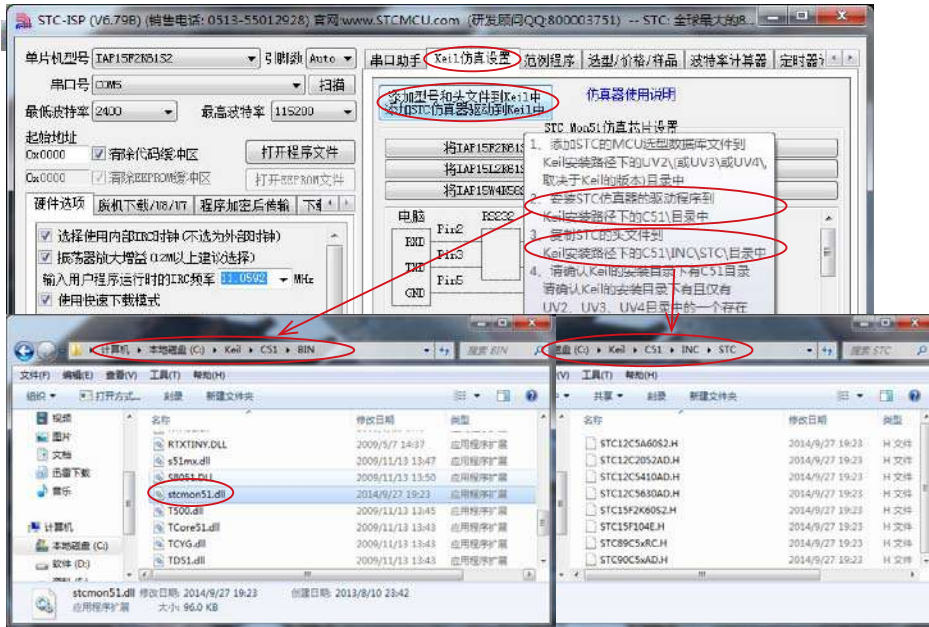 STC-ISP (V6.79B) (销售电话: 0513-55012928) 官网:www.STCMCU.com (研发顾问QQ:800003751) -- STC: 全球最大的8...
单片机型号 IAP15F2K61S2 引脚数 Auto
串口号 COM5 扫描
最低波特率 2400 最高波特率 115200
起始地址
0x0000 清除代码缓冲区 打开程序文件
0x0000 清除EEPROM缓冲区 打开EEPROM文件
硬件选项 脱机下载/U8/U7 程序加密后传输
选择使用内部IRC时钟(不选为外部时钟)
振荡器放大增益(12M以上建议选择)
输入用户程序运行时的IRC频率 11.0592 MHz
使用快速下载模式
串口助手 Keil仿真设置 范例程序 选型/价格/样品 波特率计算器 定时器
添加型号和头文件到Keil中
添加STC仿真器驱动到Keil中
仿真器使用说明
STC Mon51仿真芯片设置
将IAP15F2K61S
将IAP15L2K61S
将IAP15W4K58S
电脑 RS232
Pin2
RXD
Pin3
TXD
Pin5
GND
1、添加STC的MCU选型数据库文件到
Keil安装路径下的UV2\(或UV3\或UV4\,
取决于Keil的版本)目录中
2、安装STC仿真器的驱动程序到
Keil安装路径下的C51\目录中
3、复制STC的头文件到
Keil安装路径下的C51\INC\STC\目录中
4、请确认Keil的安装目录下有C51目录
请确认Keil的安装目录下有且仅有
UV2、UV3、UV4目录中的一个存在
计算机 本地磁盘 (C:) Keil C51 BIN 搜索 BIN
文件(F) 编辑(E) 查看(V) 工具(T) 帮助(H)
组织 打开方式... 刻录 新建文件夹
视频
图片
文档
迅雷下载
音乐
计算机
本地磁盘 (C:)
软件 (D:)
名称 修改日期 类型
RTXTINY.DLL 2009/5/7 14:37 应用程序扩展
s51mx.dll 2009/11/13 13:47 应用程序扩展
S8051.DLL 2009/11/13 13:50 应用程序扩展
stcmon51.dll 2014/9/27 19:23 应用程序扩展
T500.dll 2009/11/13 13:45 应用程序扩展
TCore51.dll 2009/11/13 13:43 应用程序扩展
TCYG.dll 2009/11/13 13:43 应用程序扩展
TD51.dll 2009/11/13 13:43 应用程序扩展
stcmon51.dll 修改日期: 2014/9/27 19:23 创建日期: 2013/8/10 23:42
应用程序扩展 大小: 96.0 KB
磁盘 (C:) Keil C51 INC STC 搜索 STC
(V) 工具(T) 帮助(H)
共享 刻录 新建文件夹
名称 修改日期 类型
STC12C5A60S2.H 2014/9/27 19:23 H 文件
STC12C2052AD.H 2014/9/27 19:23 H 文件
STC12C5410AD.H 2014/9/27 19:23 H 文件
STC12C5630AD.H 2014/9/27 19:23 H 文件
STC15F2K60S2.H 2014/9/27 19:23 H 文件
STC15F104E.H 2014/9/27 19:23 H 文件
STC89C5xRC.H 2014/9/27 19:23 H 文件
STC90C5xAD.H 2014/9/27 19:23 H 文件